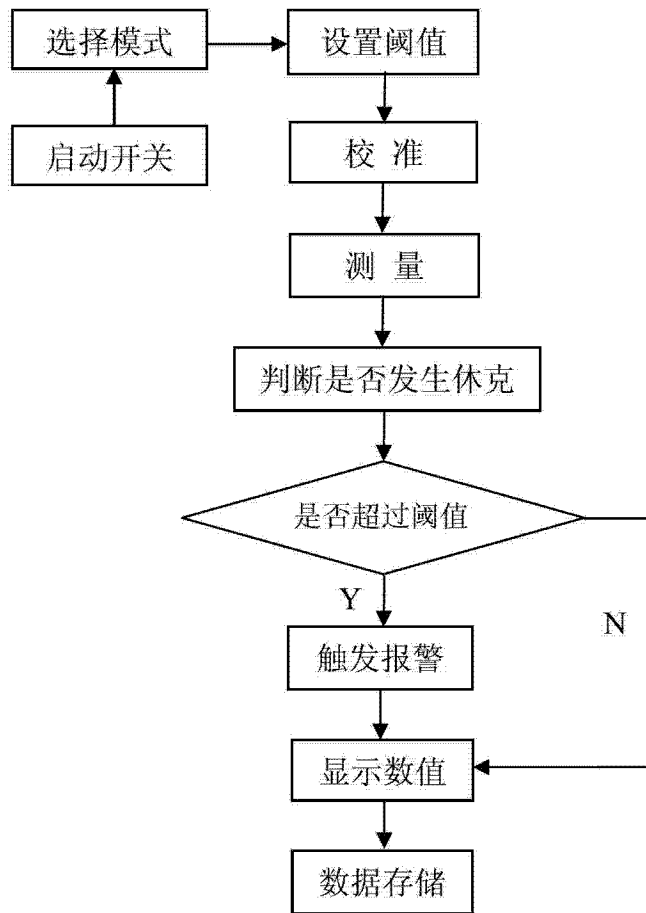 选择模式
设置阈值
启动开关
校 准
测 量
判断是否发生休克
是否超过阈值
Y
N
触发报警
显示数值
数据存储